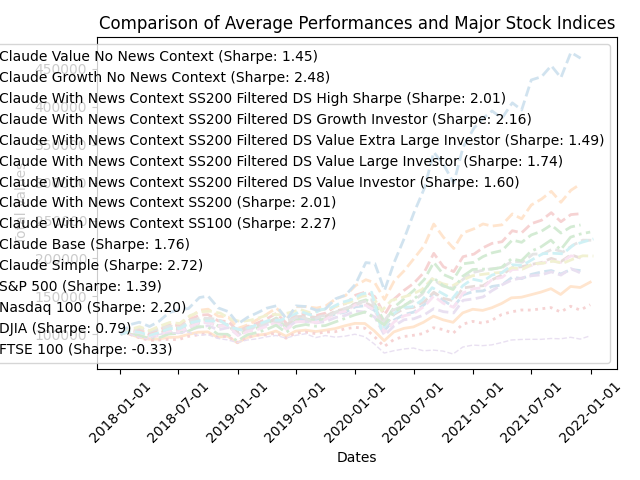 Comparison of Average Performances and Major Stock Indices
Claude Value No News Context (Sharpe: 1.45)
450000
Claude Growth No News Context (Sharpe: 2.48)
Claude With News Context SS200 Filtered DS High Sharpe (Sharpe: 2.01)
400000
Claude With News Context SS200 Filtered DS Growth Investor (Sharpe: 2.16)
Claude With News Context SS200 Filtered DS Value Extra Large Investor (Sharpe: 1.49)
Claude With News Context SS200 Filtered DS Value Large Investor (Sharpe: 1.74)
Claude With News Context SS200 Filtered DS Value Investor (Sharpe: 1.60)
Claude With News Context SS200 (Sharpe: 2.01)
Claude With News Context SS100 (Sharpe: 2.27)
Claude Base (Sharpe: 1.76)
200000
Claude Simple (Sharpe: 2.72)
S&P 500 (Sharpe: 1.39)
150000
Nasdaq 100 (Sharpe: 2.20)
DJIA (Sharpe: 0.79)
100000
FTSE 100 (Sharpe: -0.33)
2018-01-01
2018-07-01
2019-01-01
2019-07-01
2020-01-01
2020-07-01
2021-01-01
2021-07-01
2022-01-01
Dates